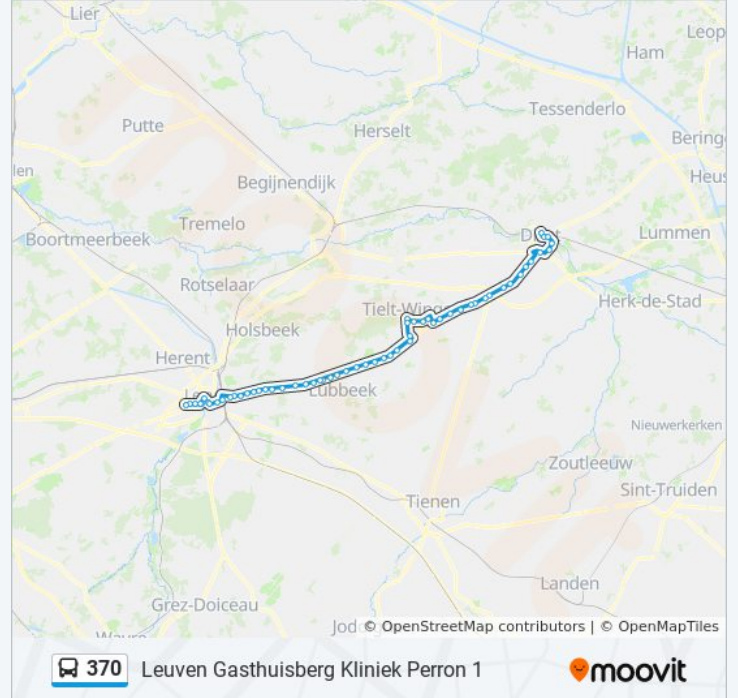 Lier
Leop
Ham
Tessenderlo
Putte
Herselt
Bering
len
Begijnendijk
Heus
Tremelo
Boortmeerbeek
Lummen
Rotselaar
Herk-de-Stad
Tielt-Winge
Holsbeek
Herent
Lubbeek
Nieuwerkerken
Zoutleeuw
Sint-Truiden
Tienen
Landen
Grez-Doiceau
© OpenStreetMap contributors | © OpenMapTiles
370 Leuven Gasthuisberg Kliniek Perron 1
moovit